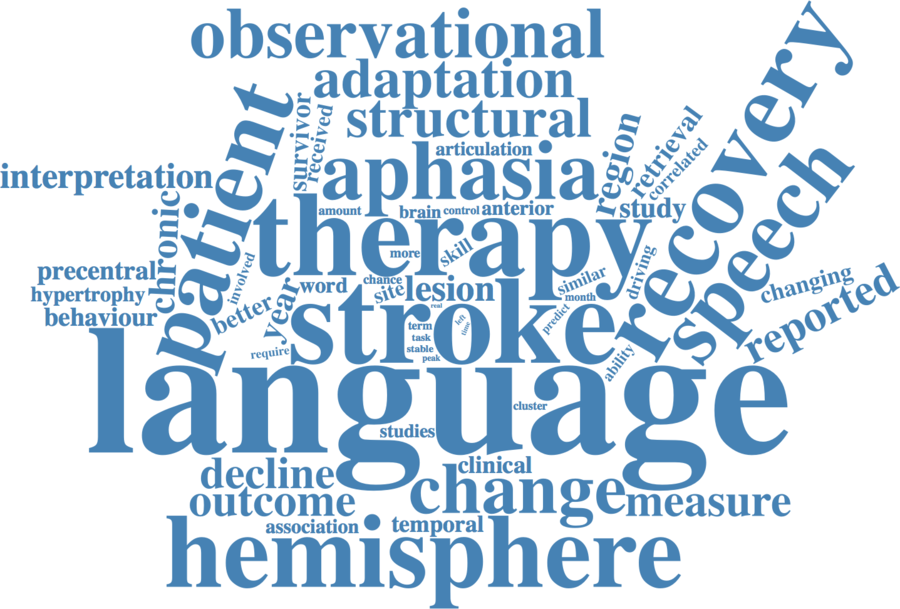 observational
adaptation
structural
articulation
aphasia
interpretation
patient
survivor
received
region
retrieval
correlated
recovery
speech
chronic
amount
brain
control
anterior
study
therapy
more
skill
precentral
hypertrophy
behaviour
involved
better
year
word
chance
site
lesion
similar
month
driving
changing
reported
real
stroke
term
task
stable
peak
left
time
predict
ability
require
language
cluster
studies
decline
clinical
outcome
change
measure
association
temporal
hemisphere